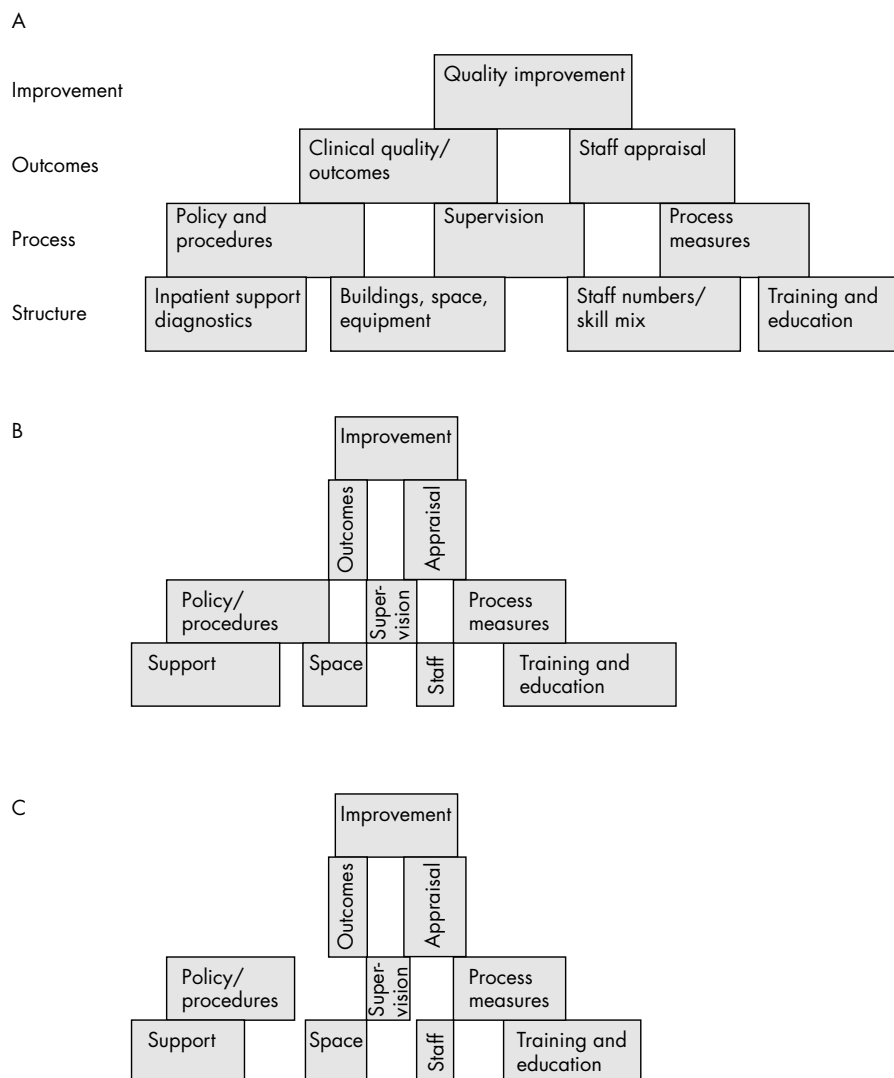 A
Improvement
Quality improvement
Outcomes
Clinical quality/
outcomes
Staff appraisal
Process
Policy and
procedures
Supervision
Process
measures
Structure
Inpatient support
diagnostics
Buildings, space,
equipment
Staff numbers/
skill mix
Training and
education
B
Improvement
Outcomes
Appraisal
Policy/
procedures
Super-
vision
Process
measures
Support
Space
Staff
Training and
education
C
Improvement
Outcomes
Appraisal
Policy/
procedures
Super-
vision
Process
measures
Support
Space
Staff
Training and
education